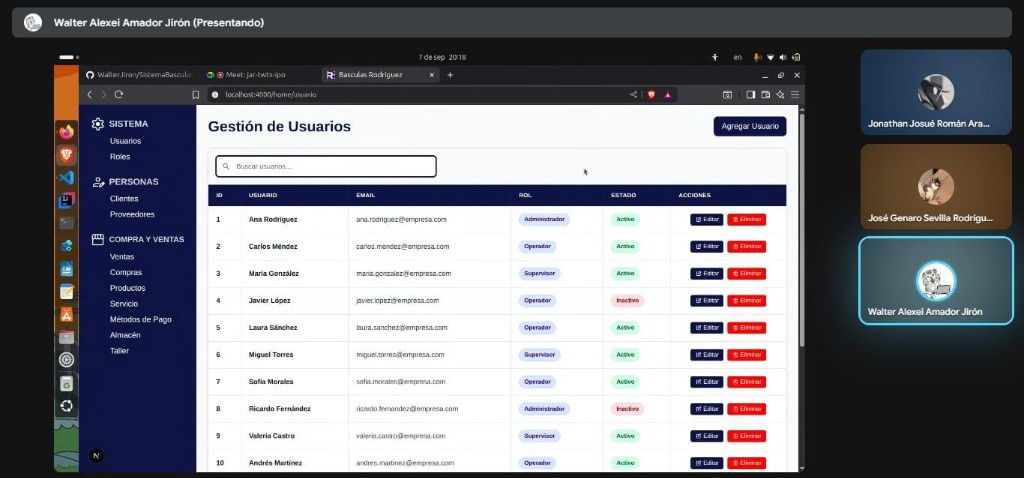 Walter Alexei Amador Jirón (Presentando)
7 de sep 20:18
en
WalterJiron/SistemaBasculas
Meet: jar-twtx-ipo
Basculas Rodriguez
localhost:4000/home/usuario
SISTEMA
Usuarios
Roles
PERSONAS
Clientes
Proveedores
COMPRA Y VENTAS
Ventas
Compras
Productos
Servicio
Métodos de Pago
Almacén
Taller
N
Gestión de Usuarios
Agregar Usuario
Buscar usuarios...
ID USUARIO EMAIL ROL ESTADO ACCIONES
1 Ana Rodríguez ana.rodriguez@empresa.com Administrador Activo Editar Eliminar
2 Carlos Méndez carlos.mendez@empresa.com Operador Activo Editar Eliminar
3 María González maria.gonzalez@empresa.com Supervisor Activo Editar Eliminar
4 Javier López javier.lopez@empresa.com Operador Inactivo Editar Eliminar
5 Laura Sánchez laura.sanchez@empresa.com Operador Activo Editar Eliminar
6 Miguel Torres miguel.torres@empresa.com Supervisor Activo Editar Eliminar
7 Sofía Morales sofia.morales@empresa.com Operador Activo Editar Eliminar
8 Ricardo Fernández ricardo.fernandez@empresa.com Administrador Inactivo Editar Eliminar
9 Valeria Castro valeria.castro@empresa.com Supervisor Activo Editar Eliminar
10 Andrés Martínez andres.martinez@empresa.com Operador Activo Editar Eliminar
Jonathan Josué Román Ara...
José Genaro Sevilla Rodrígu...
Walter Alexei Amador Jirón